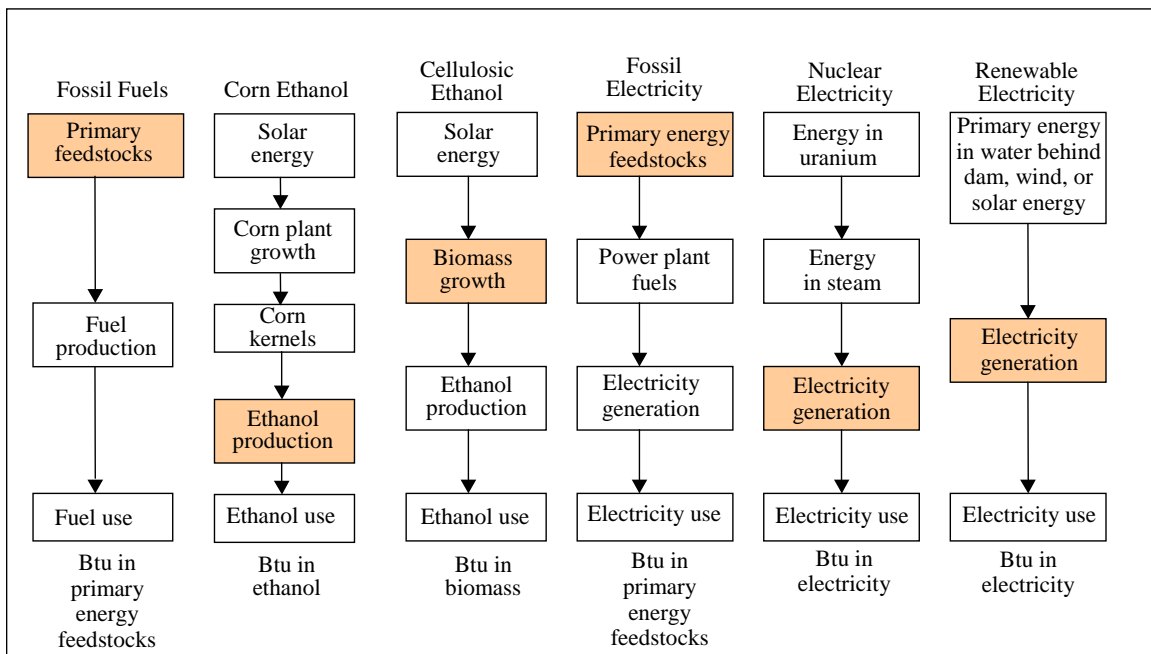 Fossil Fuels
Primary
feedstocks
Fuel
production
Fuel use
Btu in
primary
energy
feedstocks
Corn Ethanol
Solar
energy
Corn plant
growth
Corn
kernels
Ethanol
production
Ethanol use
Btu in
ethanol
Cellulosic
Ethanol
Solar
energy
Biomass
growth
Ethanol
production
Ethanol use
Btu in
biomass
Fossil
Electricity
Primary energy
feedstocks
Power plant
fuels
Electricity
generation
Electricity use
Btu in
primary
energy
feedstocks
Nuclear
Electricity
Energy in
uranium
Energy
in steam
Electricity
generation
Electricity use
Btu in
electricity
Renewable
Electricity
Primary energy
in water behind
dam, wind, or
solar energy
Electricity
generation
Electricity use
Btu in
electricity